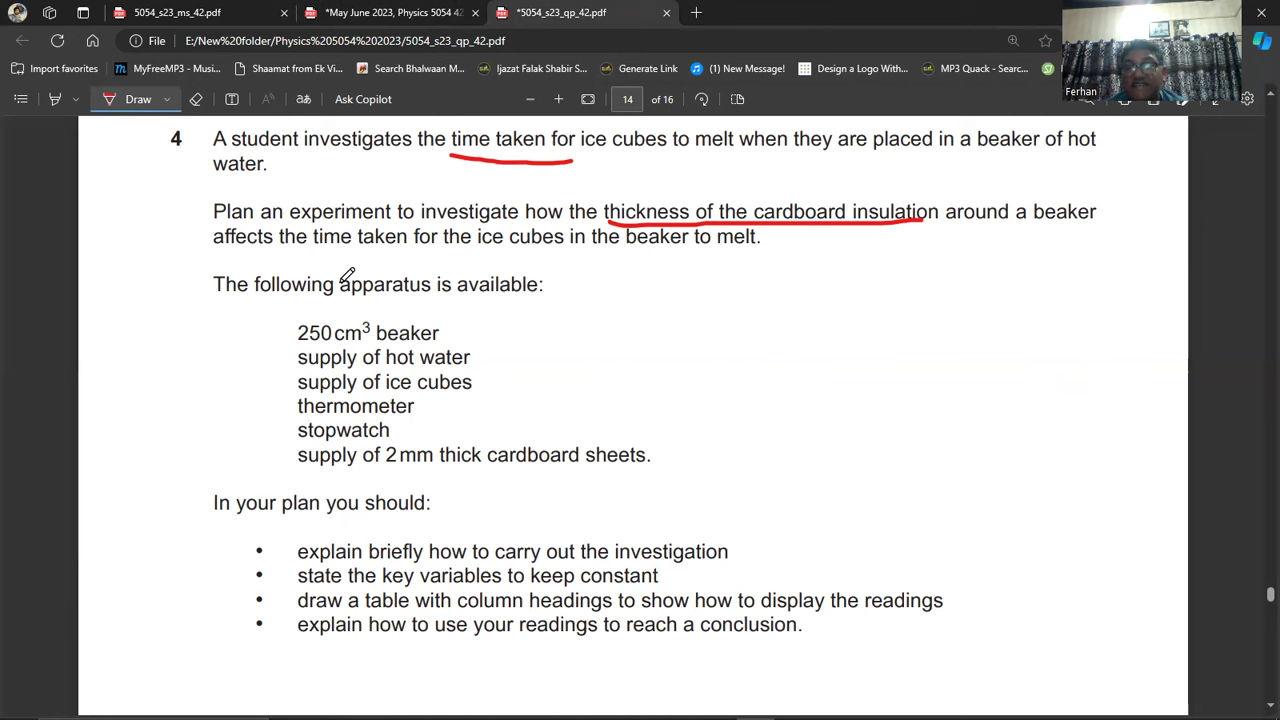 5054_s23_ms_42.pdf
*May June 2023, Physics 5054 42
*5054_s23_qp_42.pdf
File
E:/New%20folder/Physics%205054%202023/5054_s23_qp_42.pdf
Import favorites
MyFreeMP3 - Musi...
Shaamat from Ek Vi...
Search Bhalwaan M...
Ijazat Falak Shabir S...
Generate Link
(1) New Message!
Design a Logo With...
MP3 Quack - Searc...
Ferhan
Draw
Ask Copilot
14 of 16
4 A student investigates the time taken for ice cubes to melt when they are placed in a beaker of hot
water.
Plan an experiment to investigate how the thickness of the cardboard insulation around a beaker
affects the time taken for the ice cubes in the beaker to melt.
The following apparatus is available:
250 cm³ beaker
supply of hot water
supply of ice cubes
thermometer
stopwatch
supply of 2 mm thick cardboard sheets.
In your plan you should:
• explain briefly how to carry out the investigation
• state the key variables to keep constant
• draw a table with column headings to show how to display the readings
• explain how to use your readings to reach a conclusion.